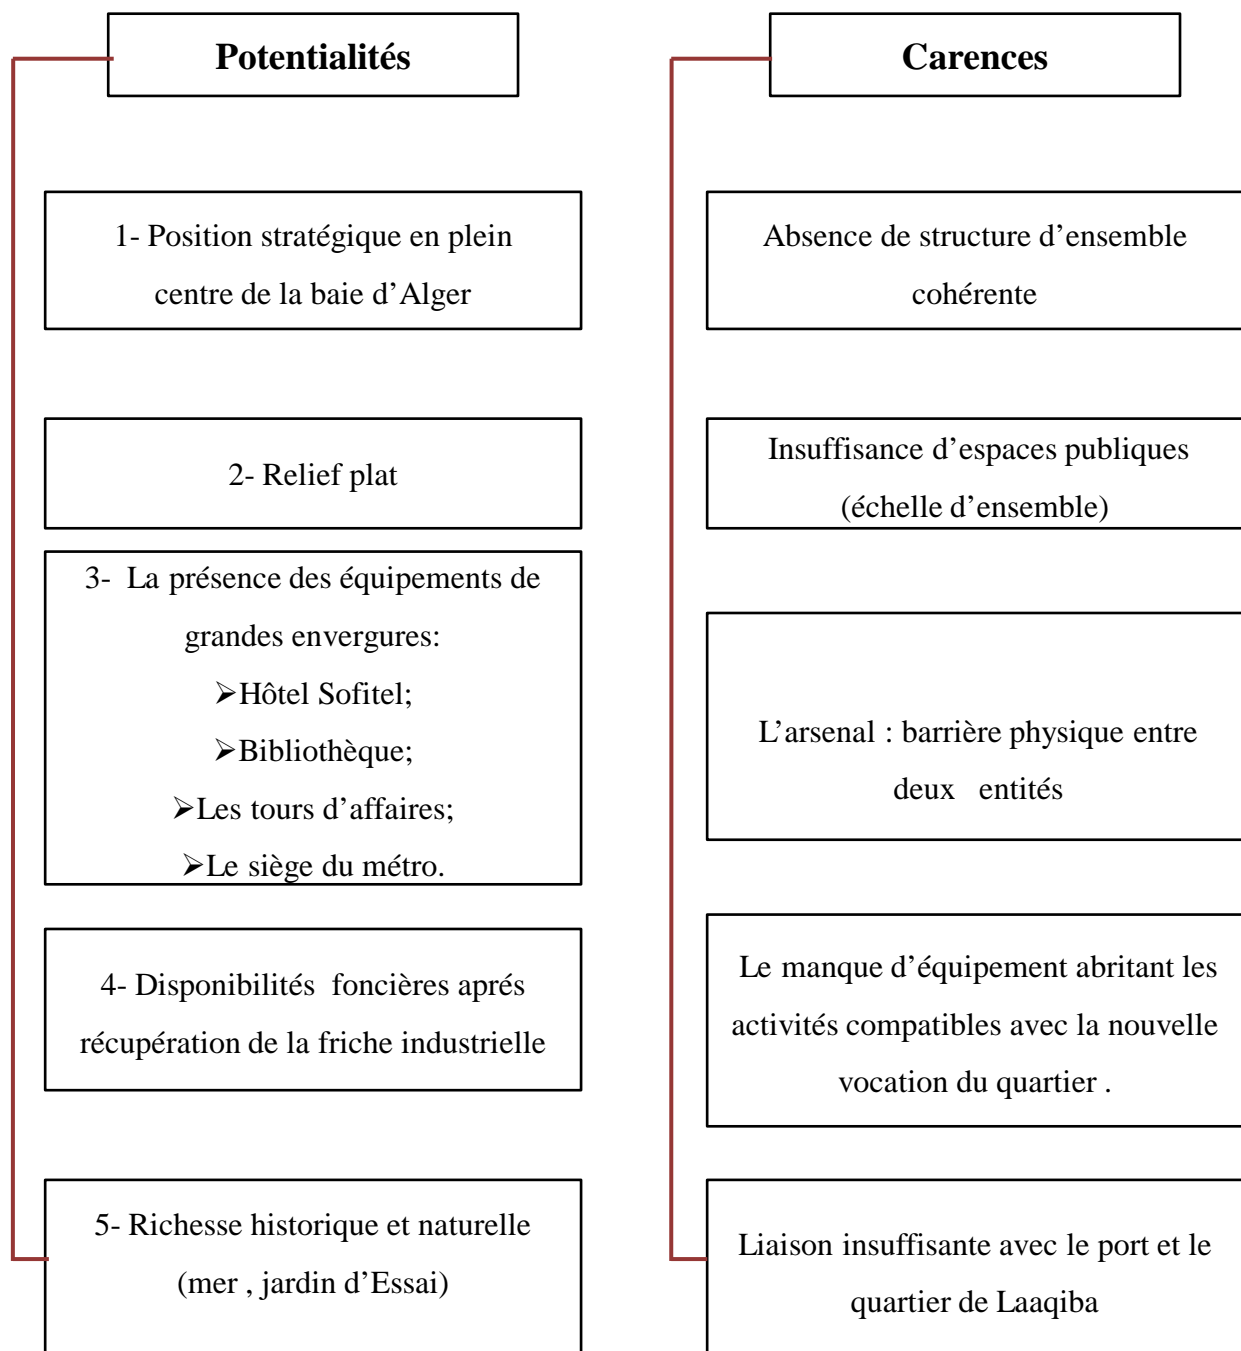 Potentialités
1- Position stratégique en plein
centre de la baie d’Alger
2- Relief plat
3- La présence des équipements de
grandes envergures:
➢Hôtel Sofitel;
➢Bibliothèque;
➢Les tours d’affaires;
➢Le siège du métro.
4- Disponibilités foncières aprés
récupération de la friche industrielle
5- Richesse historique et naturelle
(mer , jardin d’Essai)
Carences
Absence de structure d’ensemble
cohérente
Insuffisance d’espaces publiques
(échelle d’ensemble)
L’arsenal : barrière physique entre
deux entités
Le manque d’équipement abritant les
activités compatibles avec la nouvelle
vocation du quartier .
Liaison insuffisante avec le port et le
quartier de Laaqiba